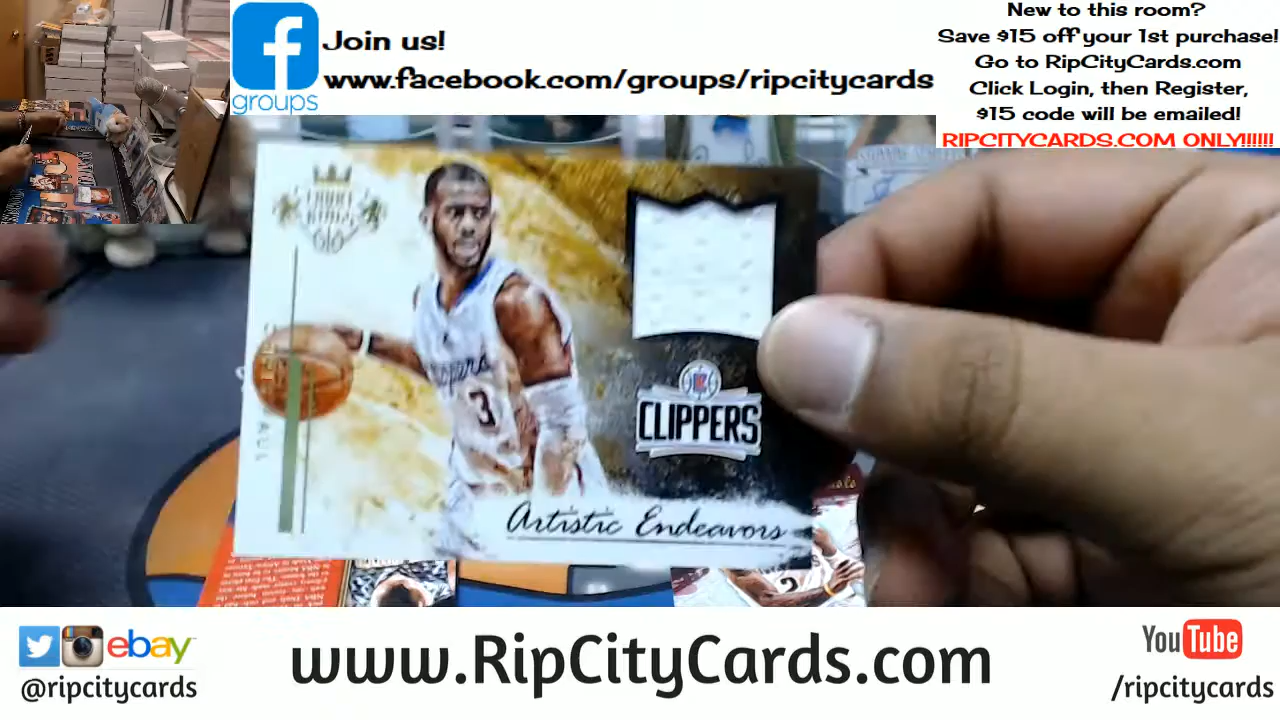 groups
Join us!
www.facebook.com/groups/ripcitycards
New to this room?
Save $15 off your 1st purchase!
Go to RipCityCards.com
Click Login, then Register,
$15 code will be emailed!
RIPCITYCARDS.COM ONLY!!!!!!
Clippers
3
CLIPPERS
Artistic Endeavors
2
ebay
@ripcitycards
www.RipCityCards.com
YouTube
/ripcitycards